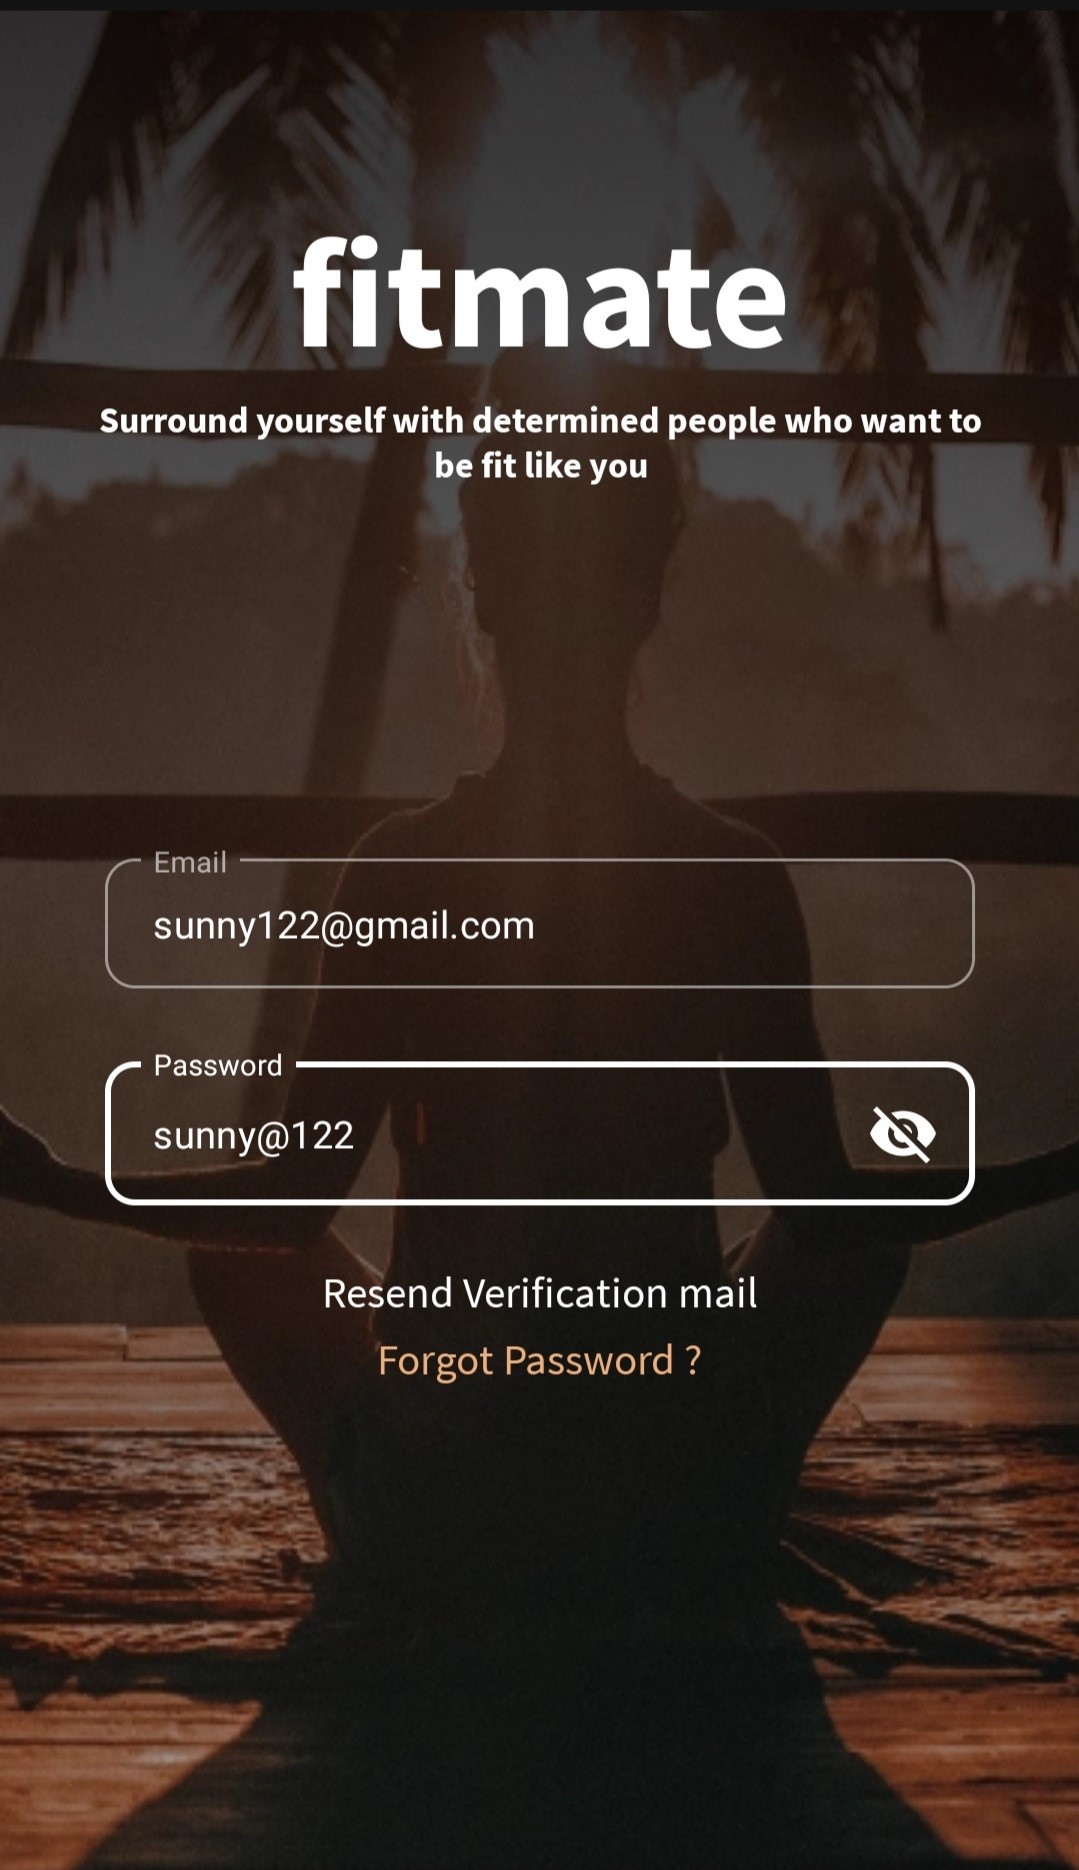 fitmate
Surround yourself with determined people who want to
be fit like you
Email
sunny122@gmail.com
Password
sunny@122
Resend Verification mail
Forgot Password ?